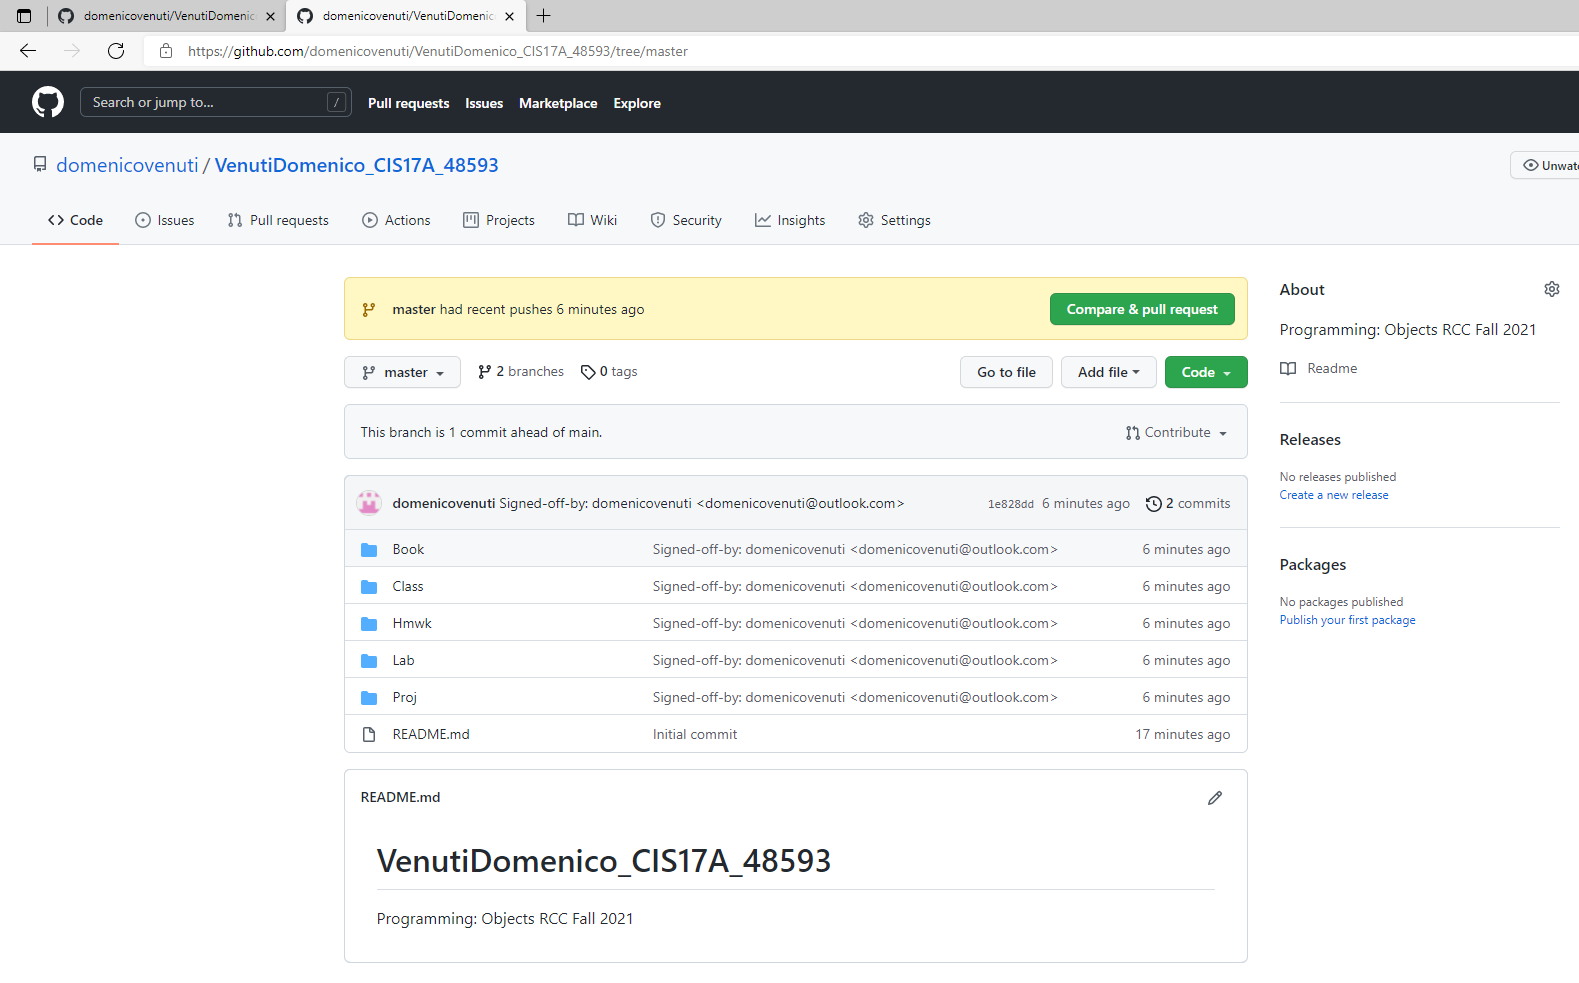 domenicovenuti/VenutiDomenic
domenicovenuti/VenutiDomenic
https://github.com/domenicovenuti/VenutiDomenico_CIS17A_48593/tree/master
Search or jump to... /
Pull requests Issues Marketplace Explore
domenicovenuti / VenutiDomenico_CIS17A_48593
Unwatc
Code Issues Pull requests Actions Projects Wiki Security Insights Settings
master had recent pushes 6 minutes ago
Compare & pull request
master 2 branches 0 tags
Go to file Add file Code
This branch is 1 commit ahead of main.
Contribute
domenicovenuti Signed-off-by: domenicovenuti <domenicovenuti@outlook.com> 1e828dd 6 minutes ago 2 commits
Book Signed-off-by: domenicovenuti <domenicovenuti@outlook.com> 6 minutes ago
Class Signed-off-by: domenicovenuti <domenicovenuti@outlook.com> 6 minutes ago
Hmwk Signed-off-by: domenicovenuti <domenicovenuti@outlook.com> 6 minutes ago
Lab Signed-off-by: domenicovenuti <domenicovenuti@outlook.com> 6 minutes ago
Proj Signed-off-by: domenicovenuti <domenicovenuti@outlook.com> 6 minutes ago
README.md Initial commit 17 minutes ago
README.md
VenutiDomenico_CIS17A_48593
Programming: Objects RCC Fall 2021
About
Programming: Objects RCC Fall 2021
Readme
Releases
No releases published
Create a new release
Packages
No packages published
Publish your first package